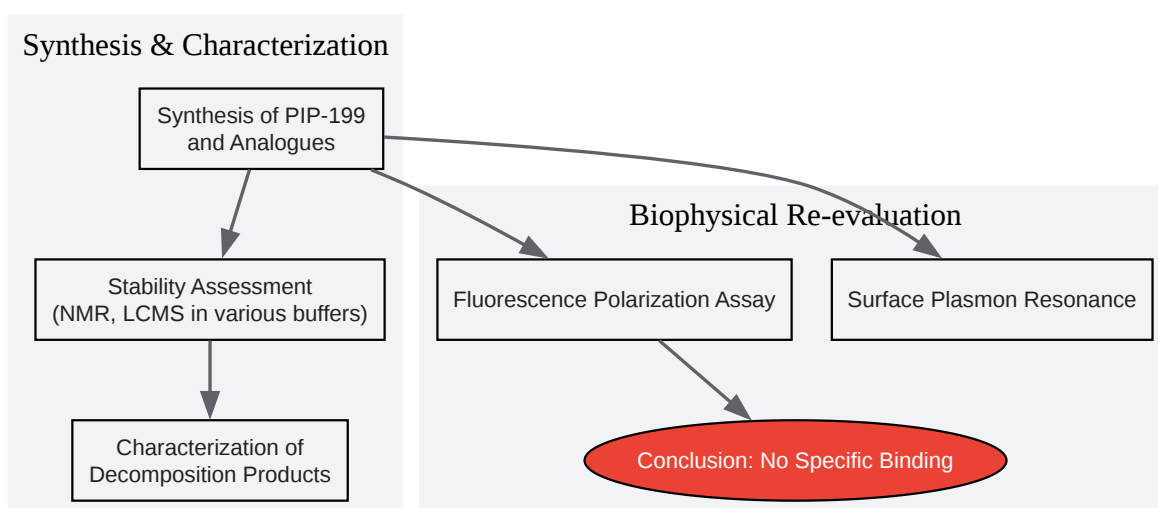 Synthesis & Characterization
Synthesis of PIP-199
and Analogues
Biophysical Re-evaluation
Stability Assessment
(NMR, LCMS in various buffers)
Fluorescence Polarization Assay
Surface Plasmon Resonance
Characterization of
Decomposition Products
Conclusion: No Specific Binding